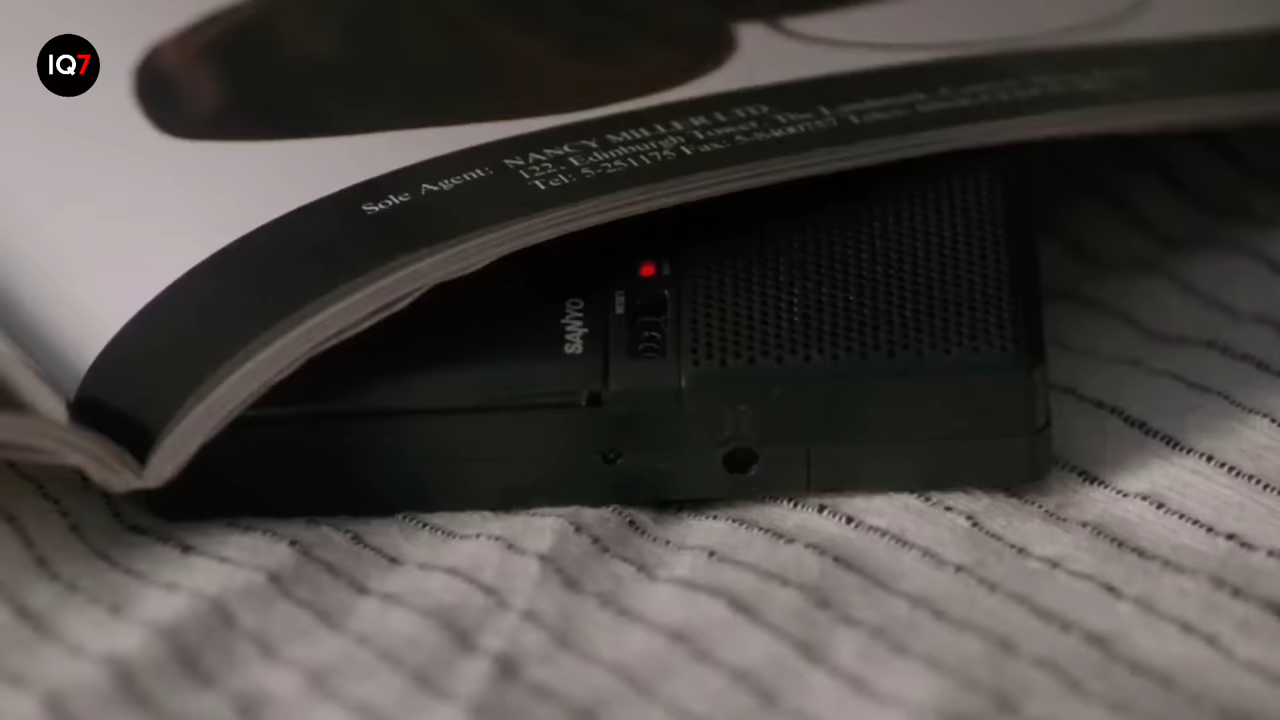 IQ7
Sole Agent: NANCY MILLER LTD.
122, Edinburgh Tower, The Landmark,
Tel: 5-251175 Fax:
SANYO